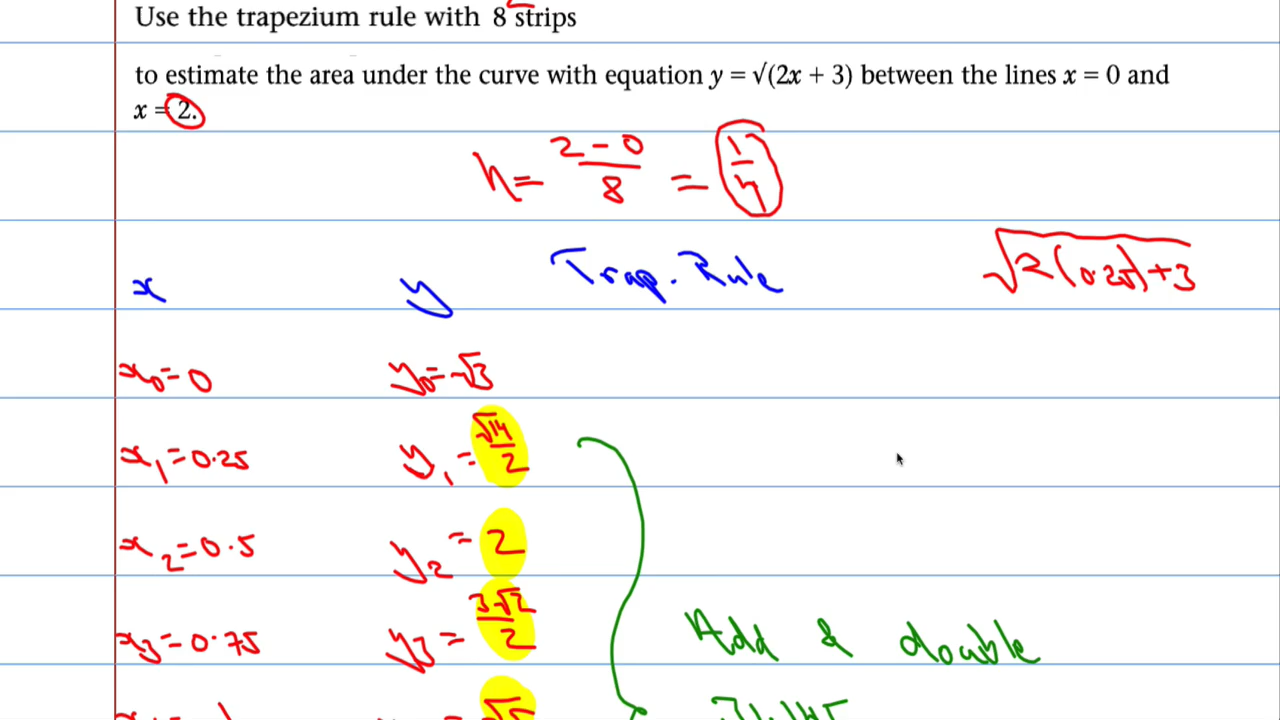 Use the trapezium rule with 8 strips
to estimate the area under the curve with equation y = √(2x + 3) between the lines x = 0 and
x = 2.
h = 2 - 0 / 8 = 1/4
x y Trap. Rule √2(0.25)+3
x₀=0 y₀=√3
x₁=0.25 y₁=√14/2
x₂=0.5 y₂=2
x₃=0.75 y₃=3√2/2
Add & double